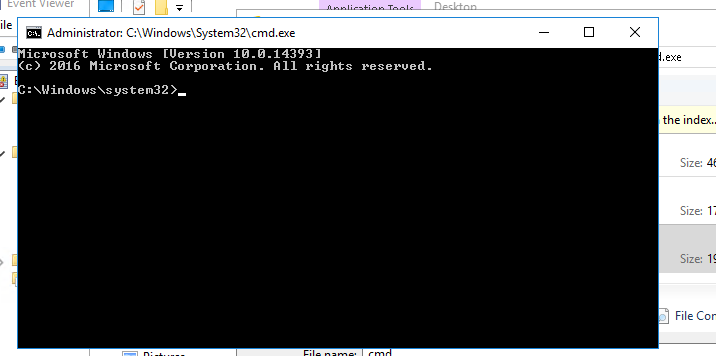 Event Viewer
Application Tools
Desktop
Administrator: C:\Windows\System32\cmd.exe
Microsoft Windows [Version 10.0.14393]
(c) 2016 Microsoft Corporation. All rights reserved.
C:\Windows\system32>
d.exe
the index..
Size: 46
Size: 17
Size: 19
File Con
Pictures
File name: cmd